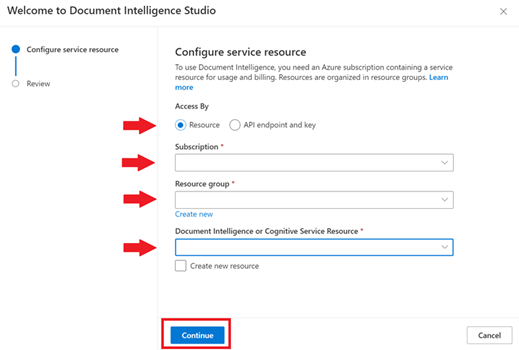 Welcome to Document Intelligence Studio
Configure service resource
Review
Configure service resource
To use Document Intelligence, you need an Azure subscription containing a service
resource for usage and billing. Resources are organized in resource groups. Learn
more
Access By
Resource
API endpoint and key
Subscription *
Resource group *
Create new
Document Intelligence or Cognitive Service Resource *
Create new resource
Continue
Cancel